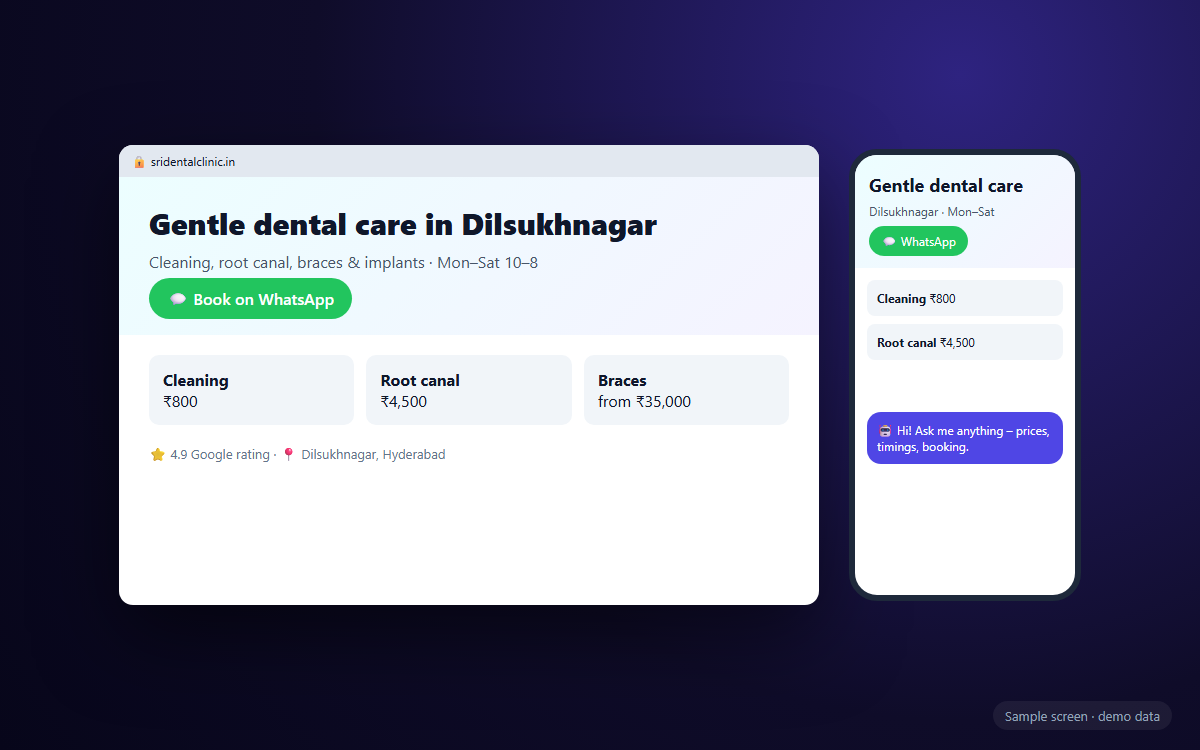 sridentalclinic.in
Gentle dental care in Dilsukhnagar
Cleaning, root canal, braces & implants · Mon–Sat 10–8
Book on WhatsApp
Cleaning
₹800
Root canal
₹4,500
Braces
from ₹35,000
4.9 Google rating · Dilsukhnagar, Hyderabad
Gentle dental care
Dilsukhnagar · Mon–Sat
WhatsApp
Cleaning ₹800
Root canal ₹4,500
Hi! Ask me anything – prices,
timings, booking.
Sample screen · demo data